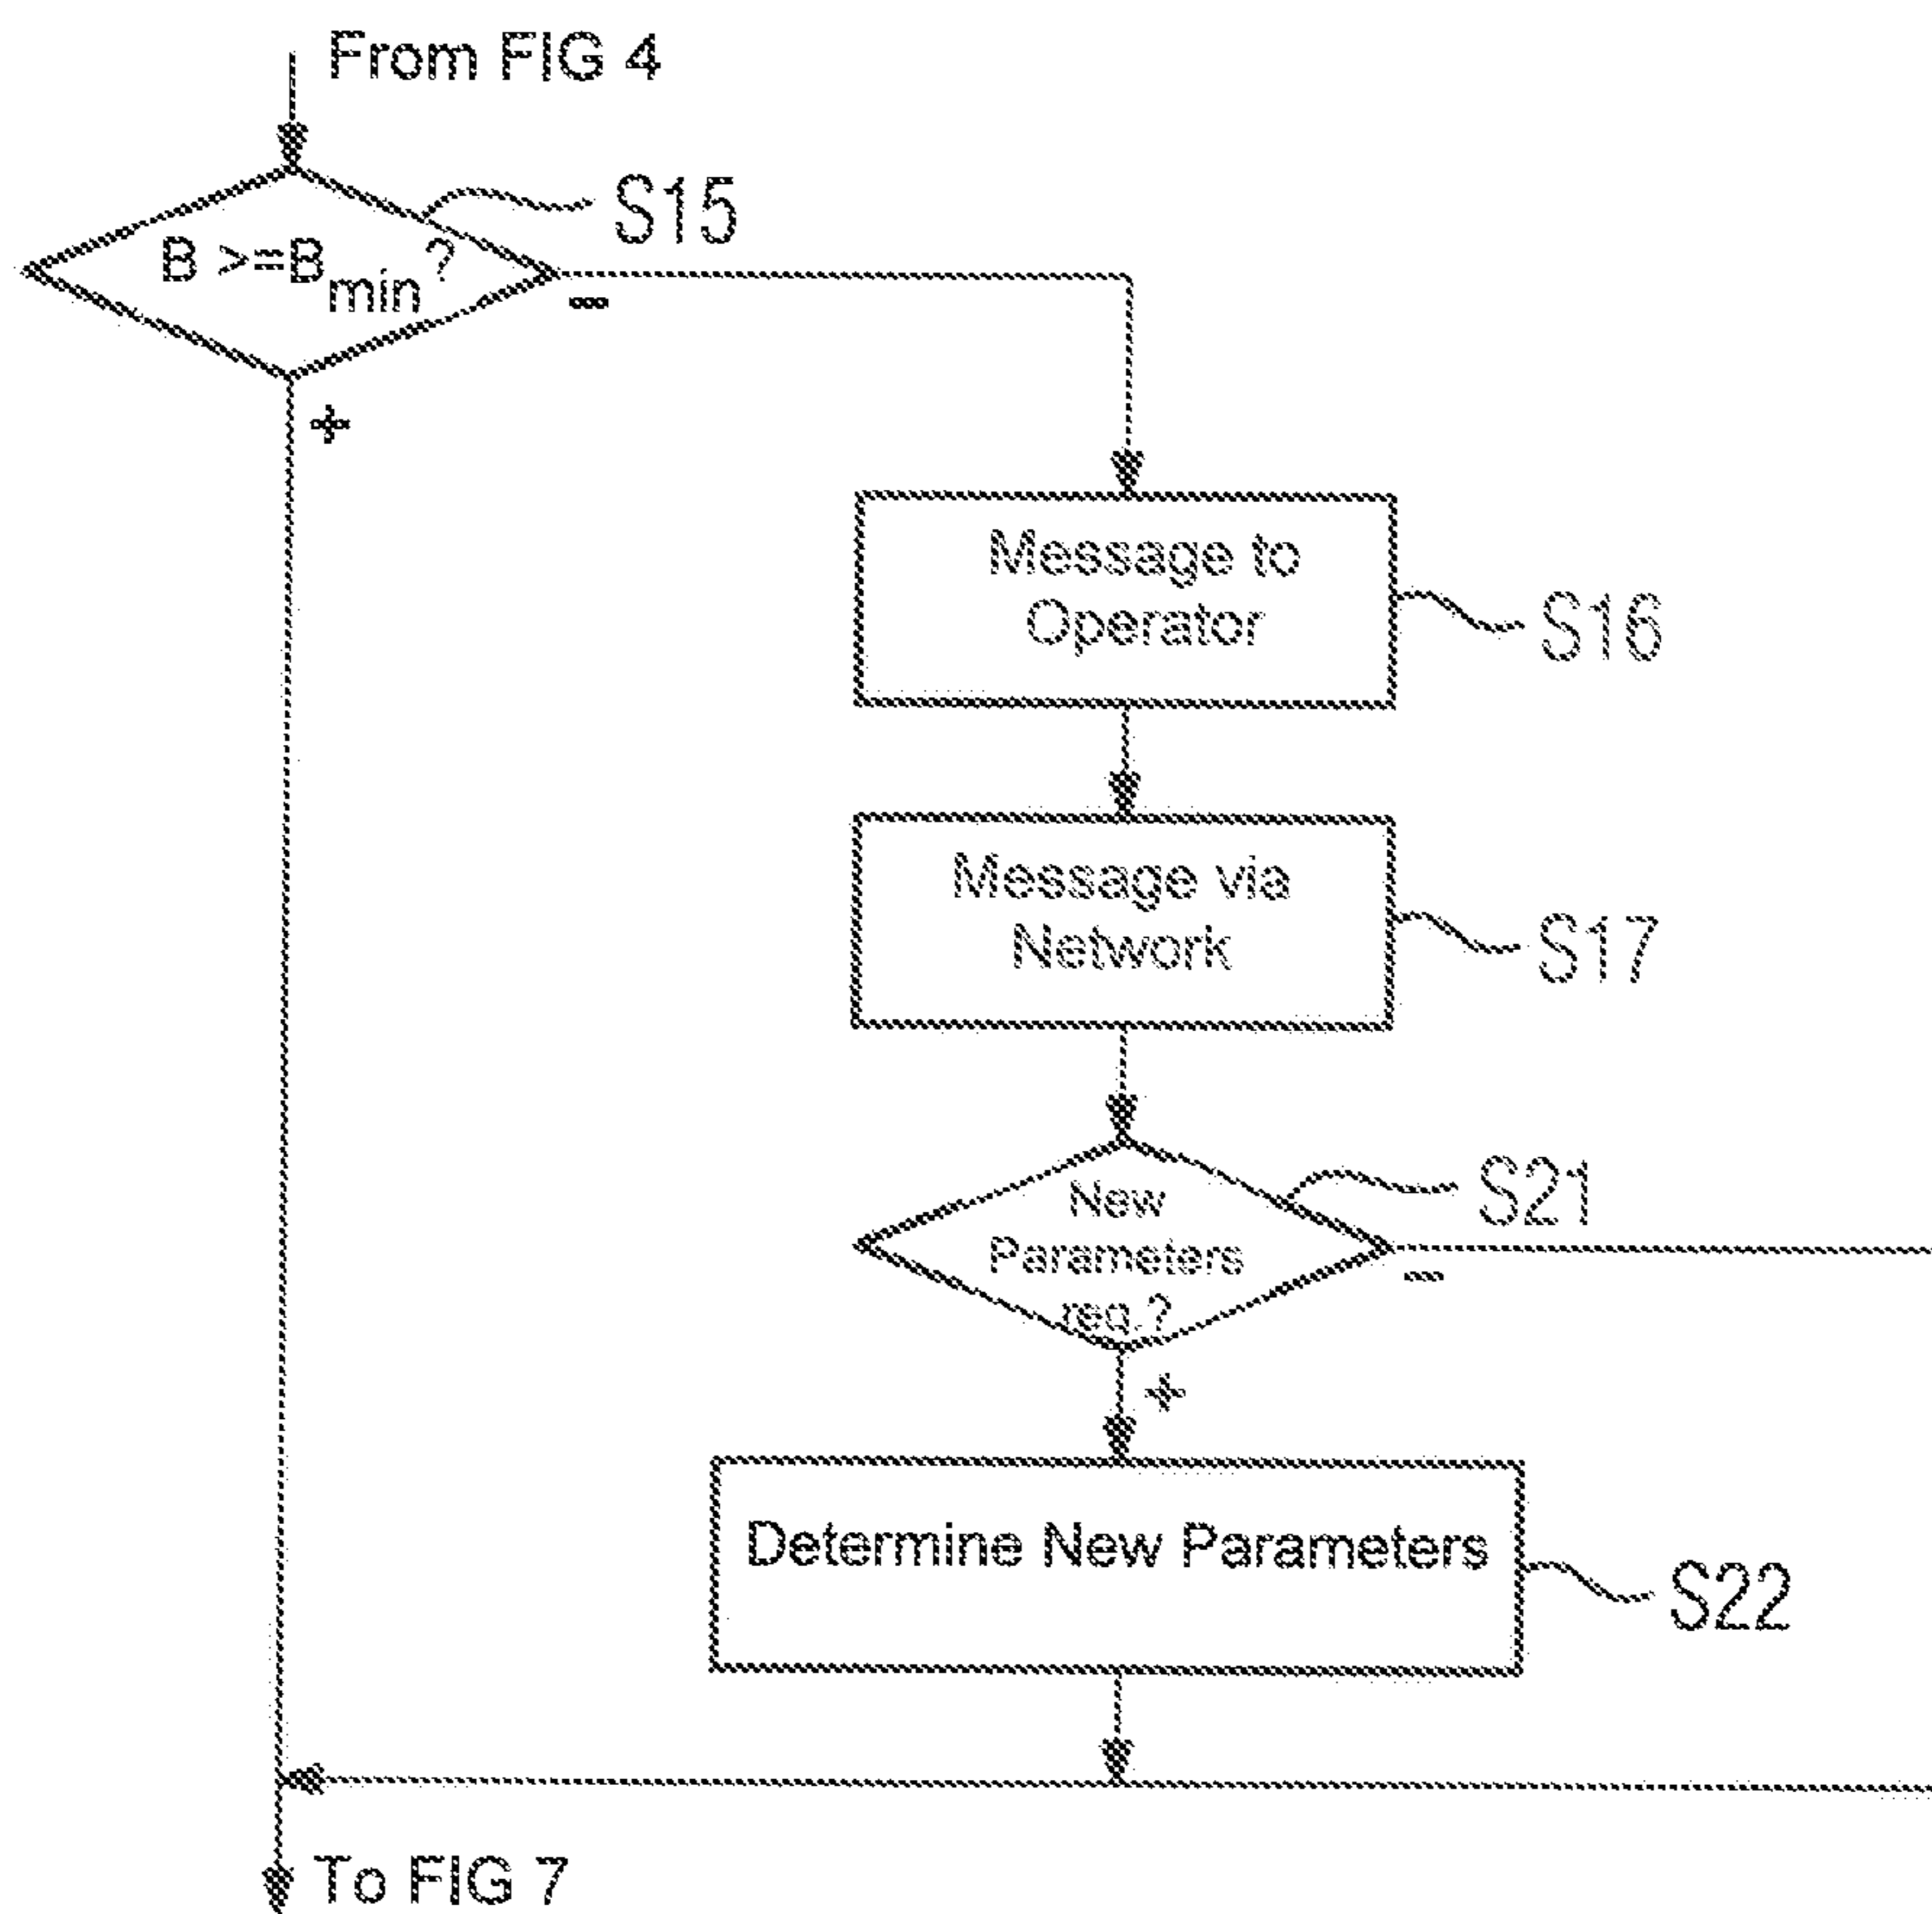 From FIG 4
S15
B >=Bmin?
-
+
Message to
Operator
S16
Message via
Network
S17
S21
New
Parameters
req.?
-
+
Determine New Parameters
S22
To FIG 7